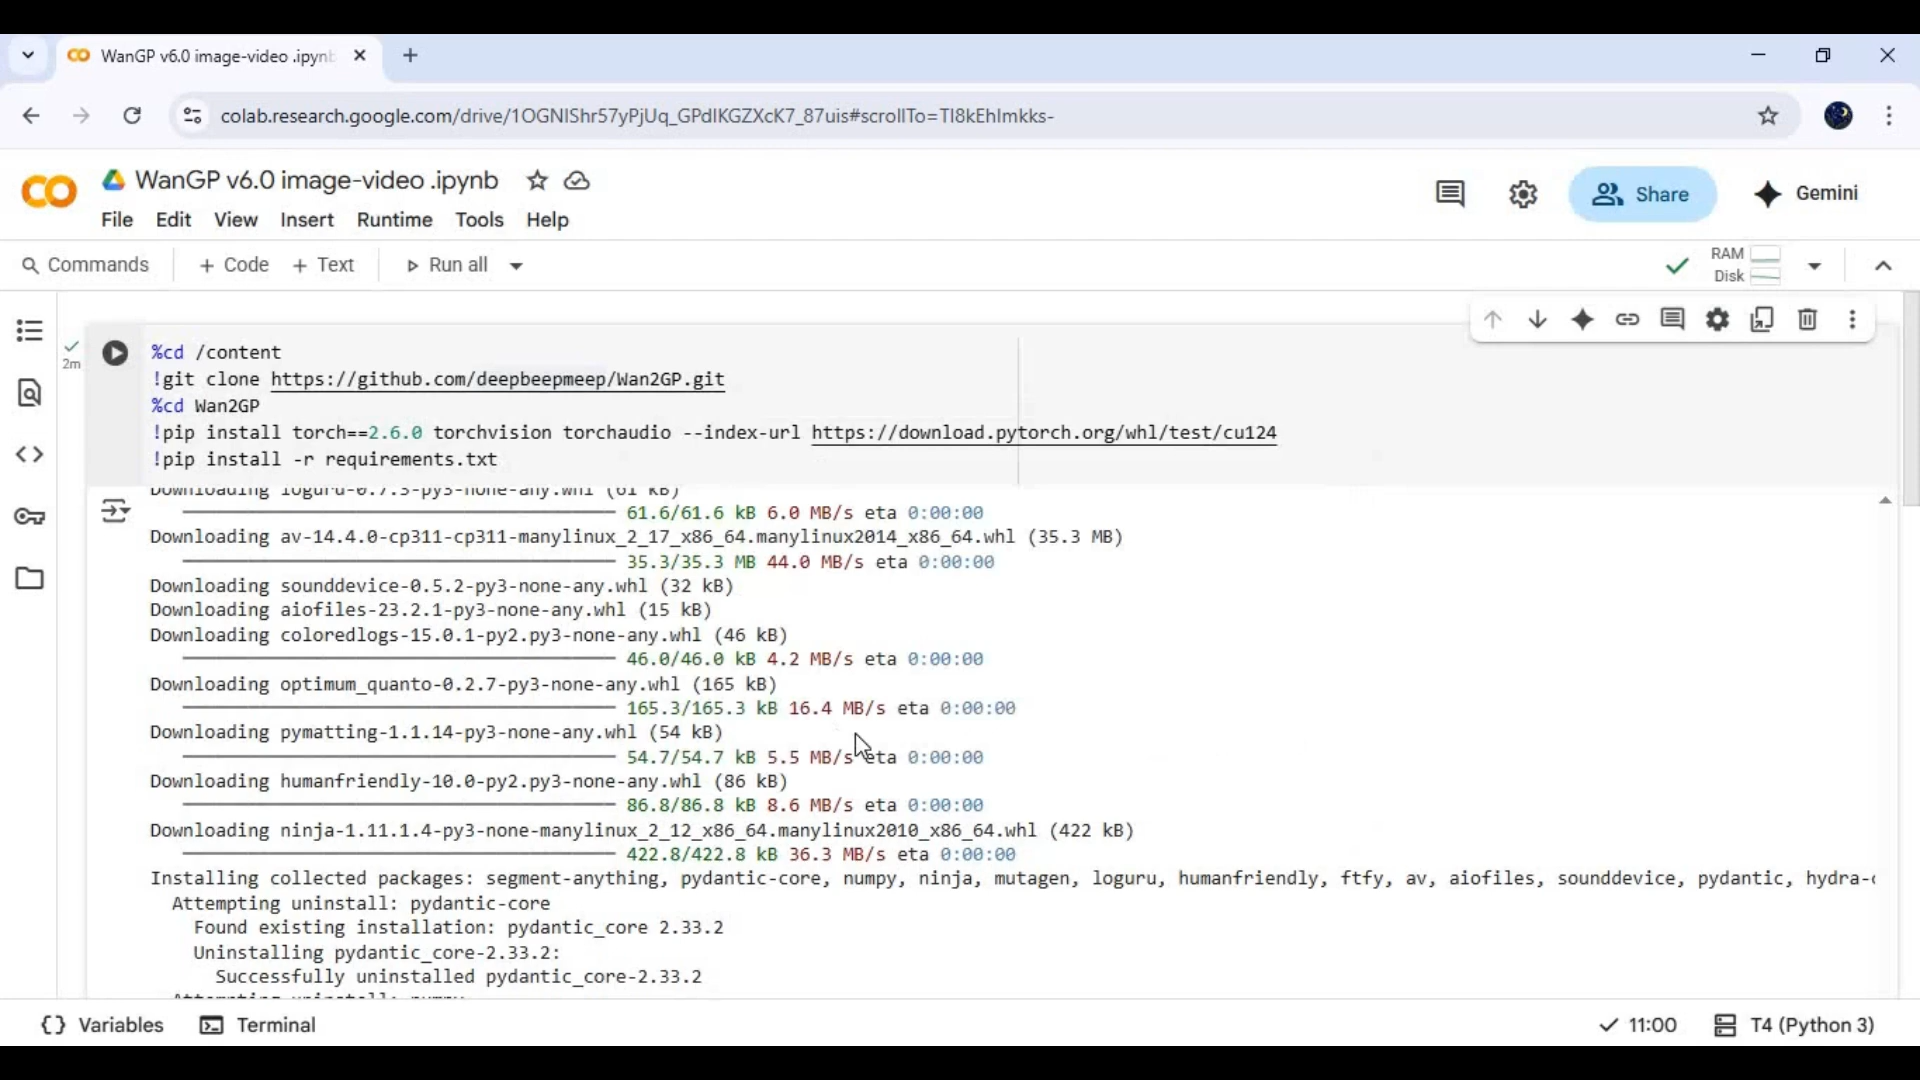 WanGP v6.0 image-video .ipynb
colab.research.google.com/drive/1OGNIShr57yPjUq_GPdIKGZXcK7_87uis#scrollTo=TI8kEhImkks-
WanGP v6.0 image-video .ipynb
File Edit View Insert Runtime Tools Help
Share
Gemini
Commands + Code + Text Run all
RAM
Disk
2m
%cd /content
!git clone https://github.com/deepbeepmeep/Wan2GP.git
%cd Wan2GP
!pip install torch==2.6.0 torchvision torchaudio --index-url https://download.pytorch.org/whl/test/cu124
!pip install -r requirements.txt
Downloading loguru-0.7.3-py3-none-any.whl (61 kB)
61.6/61.6 kB 6.0 MB/s eta 0:00:00
Downloading av-14.4.0-cp311-cp311-manylinux_2_17_x86_64.manylinux2014_x86_64.whl (35.3 MB)
35.3/35.3 MB 44.0 MB/s eta 0:00:00
Downloading sounddevice-0.5.2-py3-none-any.whl (32 kB)
Downloading aiofiles-23.2.1-py3-none-any.whl (15 kB)
Downloading coloredlogs-15.0.1-py2.py3-none-any.whl (46 kB)
46.0/46.0 kB 4.2 MB/s eta 0:00:00
Downloading optimum_quanto-0.2.7-py3-none-any.whl (165 kB)
165.3/165.3 kB 16.4 MB/s eta 0:00:00
Downloading pymatting-1.1.14-py3-none-any.whl (54 kB)
54.7/54.7 kB 5.5 MB/s eta 0:00:00
Downloading humanfriendly-10.0-py2.py3-none-any.whl (86 kB)
86.8/86.8 kB 8.6 MB/s eta 0:00:00
Downloading ninja-1.11.1.4-py3-none-manylinux_2_12_x86_64.manylinux2010_x86_64.whl (422 kB)
422.8/422.8 kB 36.3 MB/s eta 0:00:00
Installing collected packages: segment-anything, pydantic-core, numpy, ninja, mutagen, loguru, humanfriendly, ftfy, av, aiofiles, sounddevice, pydantic, hydra-
Attempting uninstall: pydantic-core
Found existing installation: pydantic_core 2.33.2
Uninstalling pydantic_core-2.33.2:
Successfully uninstalled pydantic_core-2.33.2
Attempting uninstall: numpy
{} Variables Terminal
11:00 T4 (Python 3)